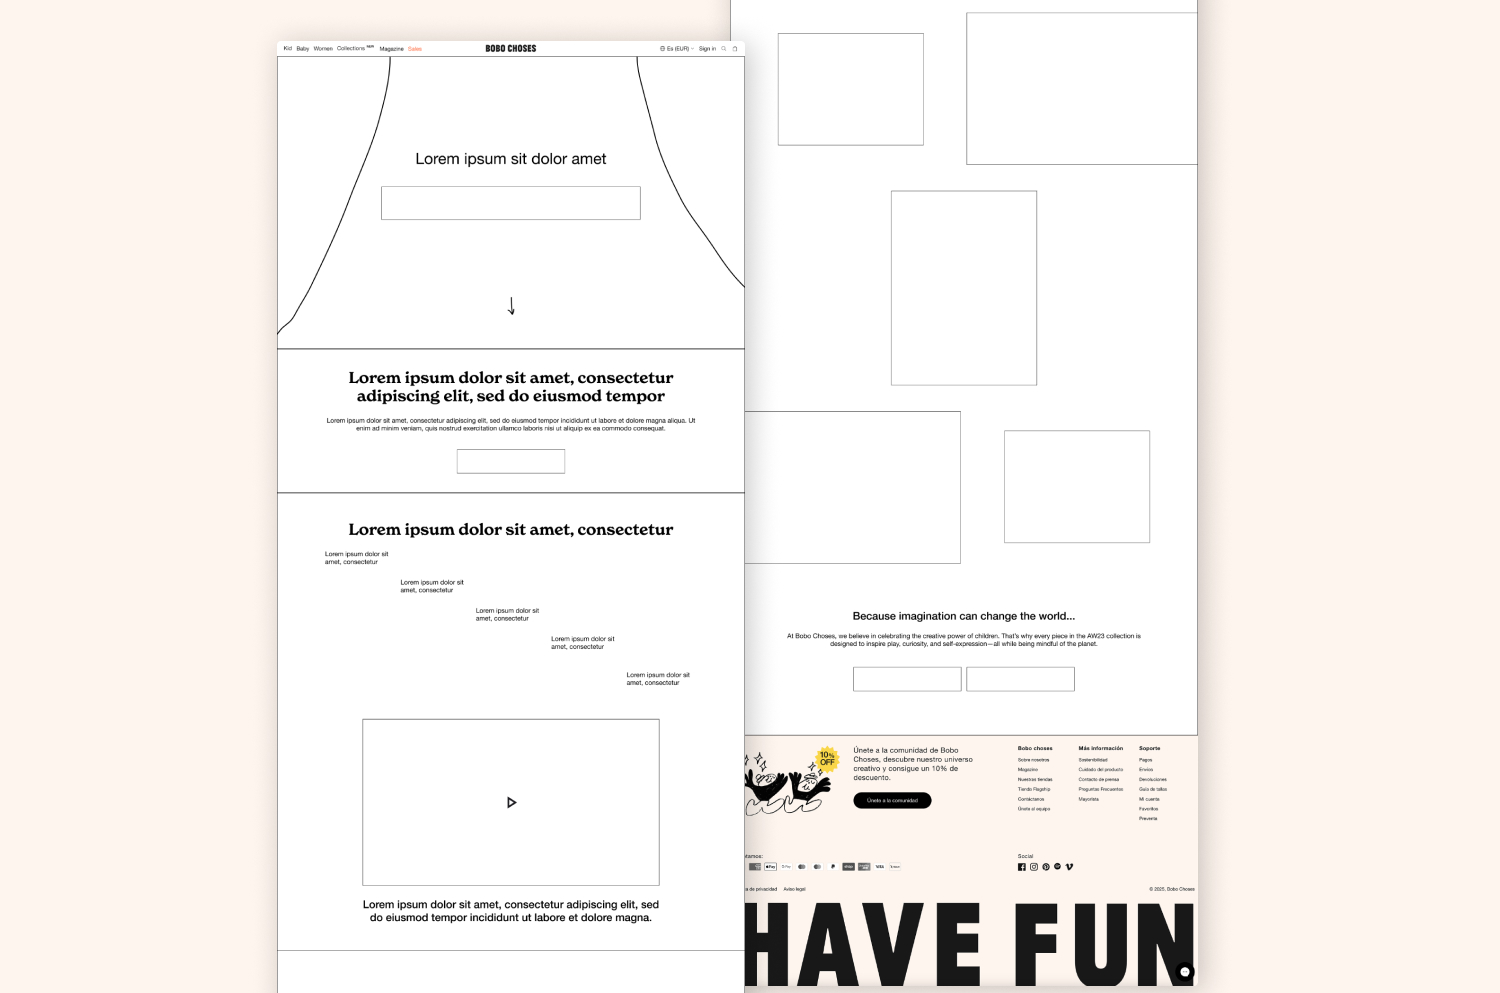 Kid Baby Women Collections NEW Magazine Sales
BOBO CHOSES
Es (EUR) Sign in
Lorem ipsum sit dolor amet
Lorem ipsum dolor sit amet, consectetur
adipiscing elit, sed do eiusmod tempor
Lorem ipsum dolor sit amet, consectetur adipiscing elit, sed do eiusmod tempor incididunt ut labore et dolore magna aliqua. Ut
enim ad minim veniam, quis nostrud exercitation ullamco laboris nisi ut aliquip ex ea commodo consequat.
Lorem ipsum dolor sit amet, consectetur
Lorem ipsum dolor sit
amet, consectetur
Lorem ipsum dolor sit
amet, consectetur
Lorem ipsum dolor sit
amet, consectetur
Lorem ipsum dolor sit
amet, consectetur
Lorem ipsum dolor sit
amet, consectetur
Lorem ipsum dolor sit amet, consectetur adipiscing elit, sed
do eiusmod tempor incididunt ut labore et dolore magna.
Because imagination can change the world...
At Bobo Choses, we believe in celebrating the creative power of children. That's why every piece in the AW23 collection is
designed to inspire play, curiosity, and self-expression—all while being mindful of the planet.
10%
OFF
Únete a la comunidad de Bobo
Choses, descubre nuestro universo
creativo y consigue un 10% de
descuento.
Únete a la comunidad
Bobo choses
Sobre nosotros
Magazine
Nuestras tiendas
Tienda Flagship
Contáctanos
Únete al equipo
Más información
Sostenibilidad
Cuidado del producto
Contacto de prensa
Preguntas Frecuentes
Mayorista
Soporte
Pagos
Envíos
Devoluciones
Guía de tallas
Mi cuenta
Favoritos
Preventa
tamos:
Pay
G Pay
shop
VISA
Social
a de privacidad Aviso legal
© 2025, Bobo Choses
HAVE FUN